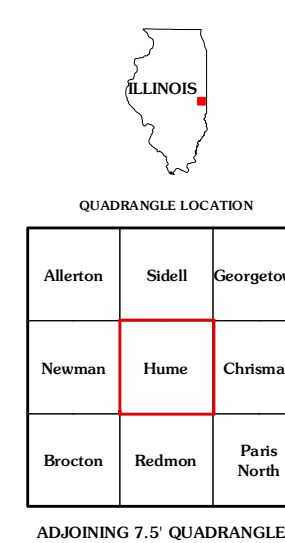 ILLINOIS
QUADRANGLE LOCATION
Allerton Sidell Georgetow
Newman Hume Chrisma
Brocton Redmon Paris North
ADJOINING 7.5' QUADRANGLE